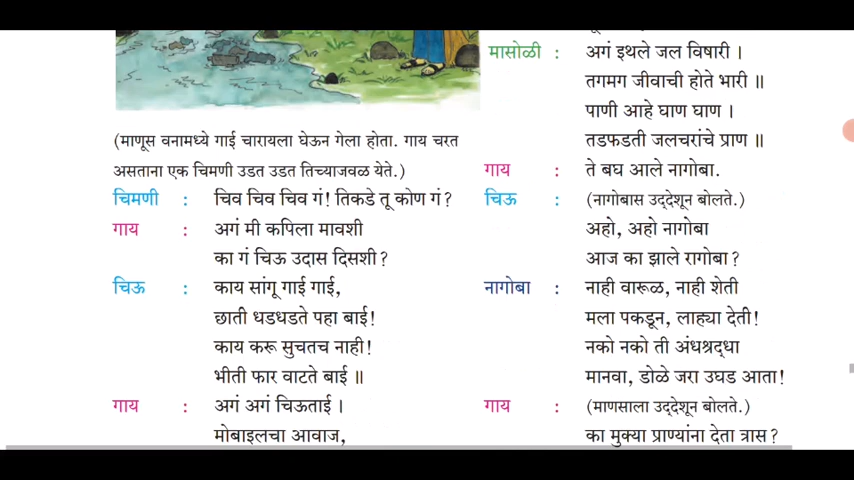 (माणूस वनामध्ये गाई चारायला घेऊन गेला होता. गाय चरत
असताना एक चिमणी उडत उडत तिच्याजवळ येते.)
चिमणी : चिव चिव चिव गं! तिकडे तू कोण गं?
गाय : अगं मी कपिला मावशी
का गं चिऊ उदास दिसशी?
चिऊ : काय सांगू गाई गाई,
छाती धडधडते पहा बाई!
काय करू सुचतच नाही!
भीती फार वाटते बाई ॥
गाय : अगं अगं चिऊताई ।
मोबाइलचा आवाज,
मासोळी : अगं इथले जल विषारी ।
तगमग जीवाची होते भारी ॥
पाणी आहे घाण घाण ।
तडफडती जलचरांचे प्राण ॥
गाय : ते बघ आले नागोबा.
चिऊ : (नागोबास उद्‌देशून बोलते.)
अहो, अहो नागोबा
आज का झाले रागोबा?
नागोबा : नाही वारूळ, नाही शेती
मला पकडून, लाह्या देती!
नको नको ती अंधश्रद्‌धा
मानवा, डोळे जरा उघड आता!
गाय : (माणसाला उद्‌देशून बोलते.)
का मुक्या प्राण्यांना देता त्रास?